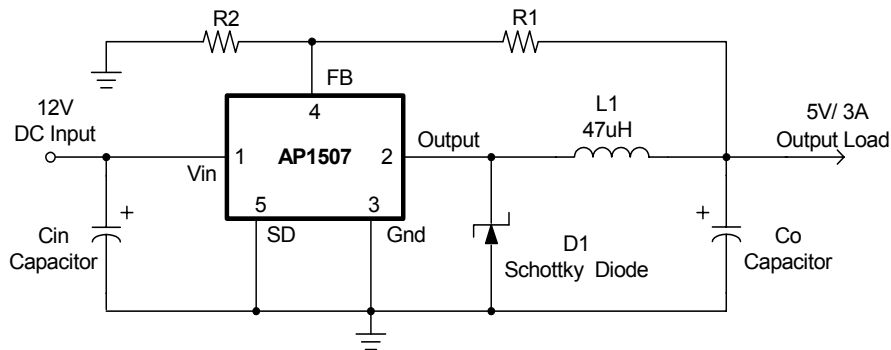 R2
R1
FB
12V
DC Input
4
L1
47uH
5V/ 3A
Output Load
Output
Vin
1
AP1507
2
5
3
SD
Gnd
+
Cin
Capacitor
D1
Schottky Diode
+
Co
Capacitor